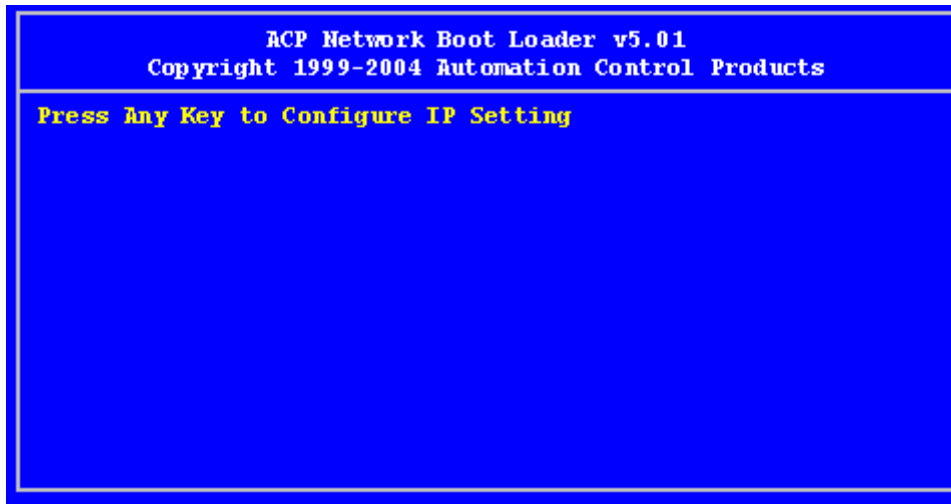 ACP Network Boot Loader v5.01
Copyright 1999-2004 Automation Control Products
Press Any Key to Configure IP Setting